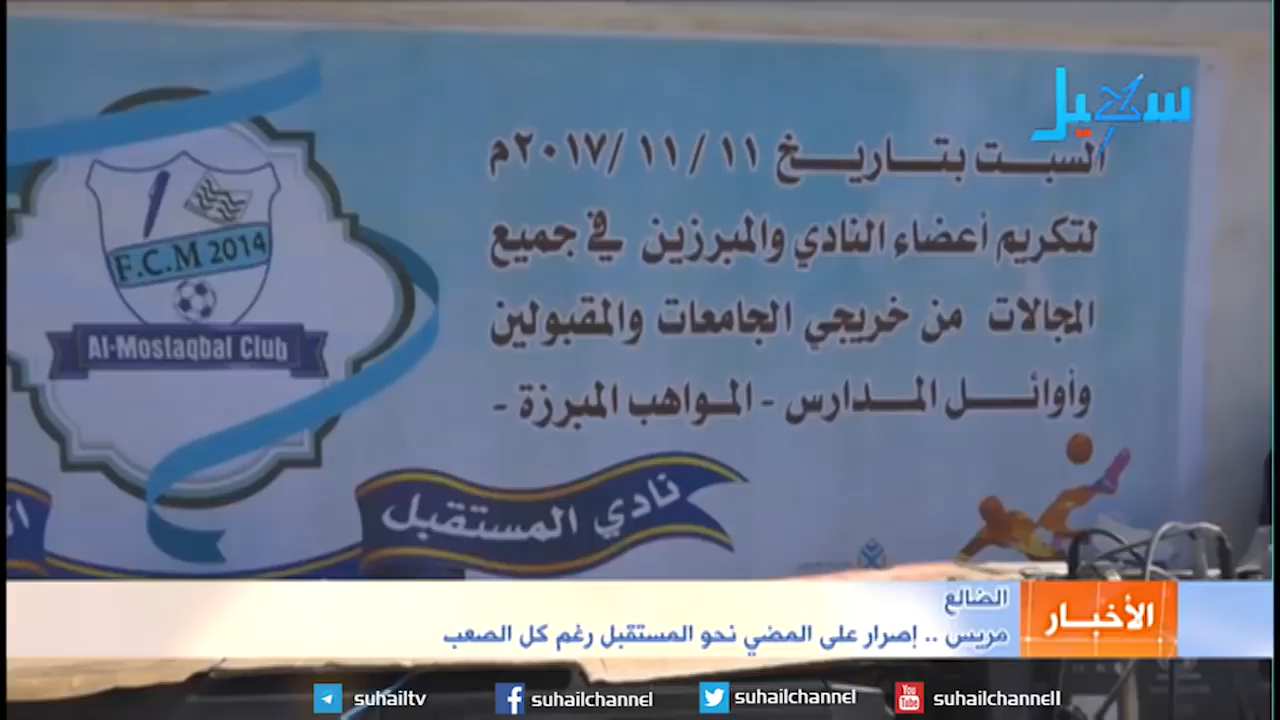 سهيل
السبت بتاريخ ١١ / ١١ /٢٠١٧م
لتكريم أعضاء النادي والمبرزين في جميع
المجالات من خريجي الجامعات والمقبولين
وأوائل المدارس - المواهب المبرزة -
F.C.M 2014
Al-Mostaqbal Club
نادي المستقبل
الأخبار
الضالع
مريس .. إصرار على المضي نحو المستقبل رغم كل الصعب
suhailtv
suhailchannel
suhailchannel
You Tube
suhailchannell